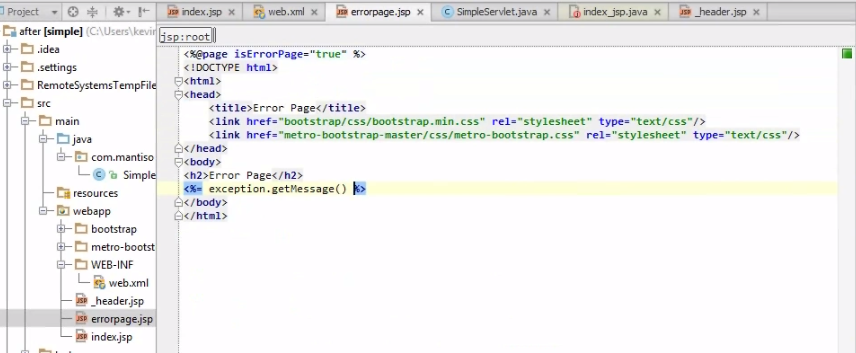 Project
index.jsp
web.xml
errorpage.jsp
SimpleServlet.java
index_jsp.java
_header.jsp
after [simple] (C:\Users\kevin
.idea
.settings
RemoteSystemsTempFile
src
main
java
com.mantiso
Simple
resources
webapp
bootstrap
metro-bootst
WEB-INF
web.xml
_header.jsp
errorpage.jsp
index.jsp
jsp:root
<%@page isErrorPage="true" %>
<!DOCTYPE html>
<html>
<head>
<title>Error Page</title>
<link href="bootstrap/css/bootstrap.min.css" rel="stylesheet" type="text/css"/>
<link href="metro-bootstrap-master/css/metro-bootstrap.css" rel="stylesheet" type="text/css"/>
</head>
<body>
<h2>Error Page</h2>
<%= exception.getMessage() %>
</body>
</html>